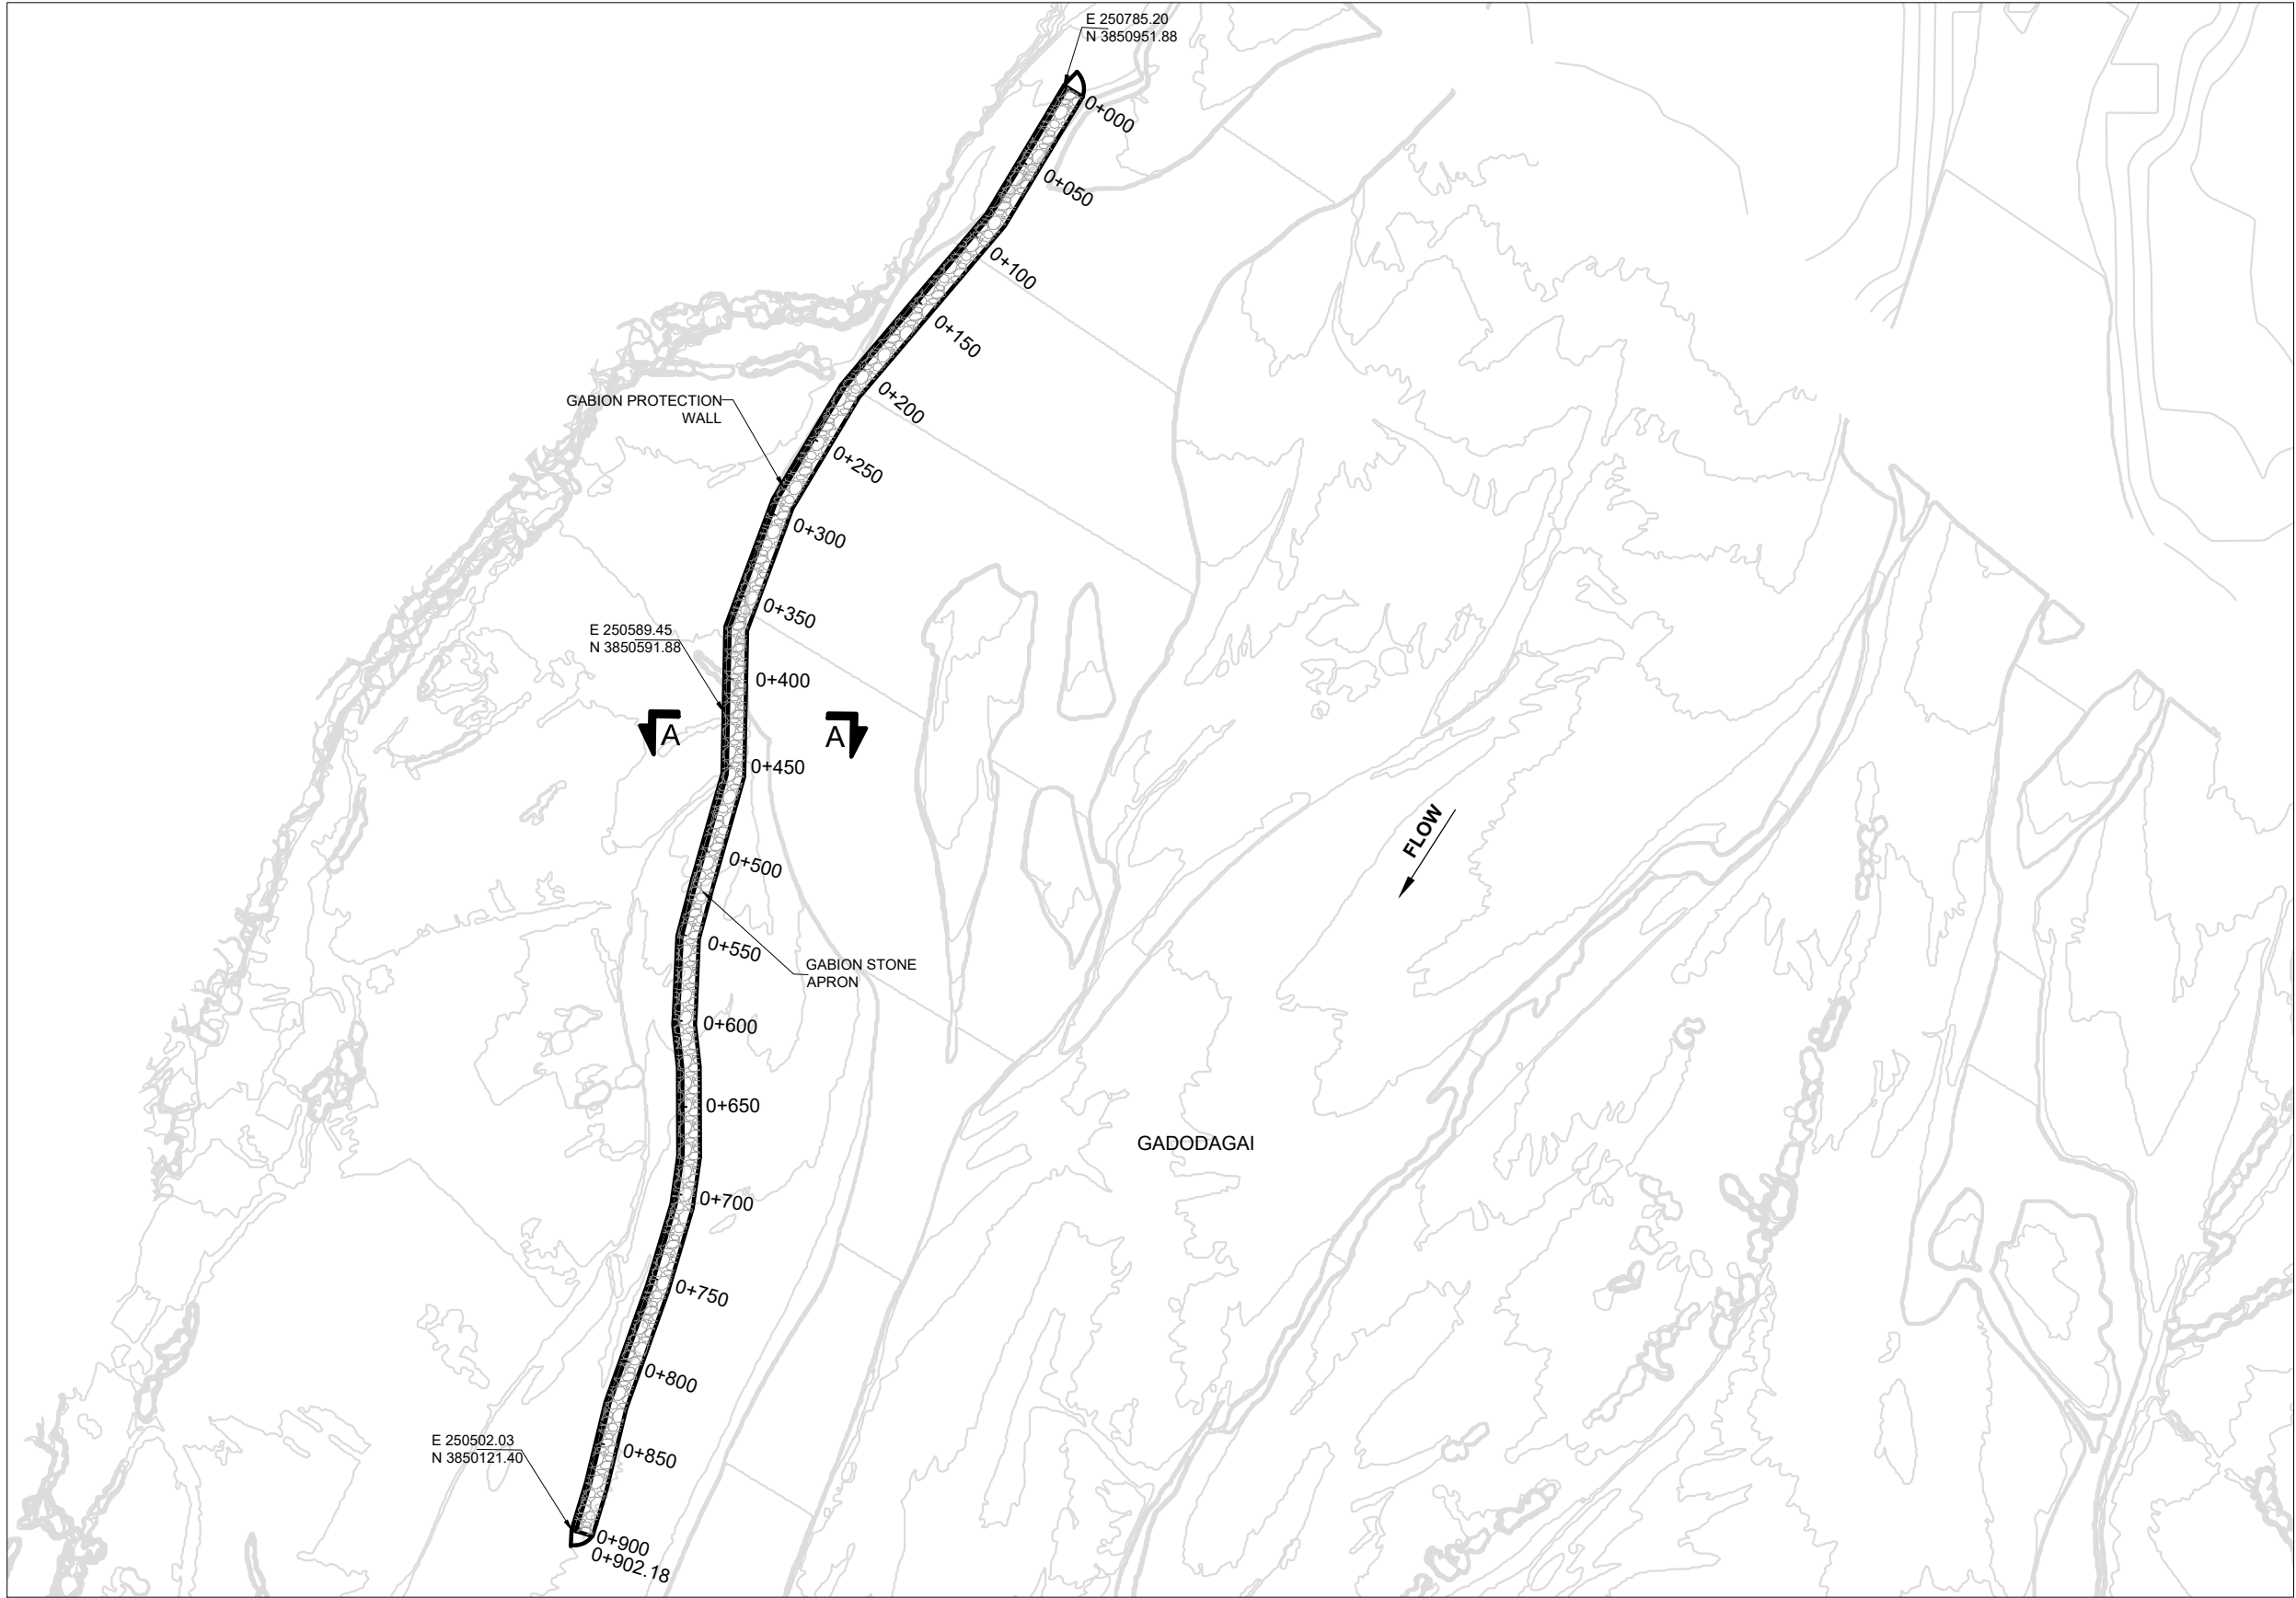 E 250785.20
N 3850951.88
0+000
0+050
0+100
0+150
0+200
GABION PROTECTION
WALL
0+250
0+300
0+350
E 250589.45
N 3850591.88
0+400
A
A
0+450
FLOW
0+500
0+550
GABION STONE
APRON
0+600
0+650
GADODAGAI
0+700
0+750
0+800
E 250502.03
N 3850121.40
0+850
0+900
0+902.18